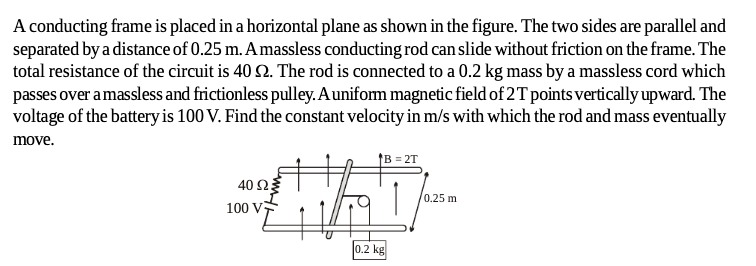 A conducting frame is placed in a horizontal plane as shown in the figure. The two sides are parallel and
separated by a distance of 0.25 m. A massless conducting rod can slide without friction on the frame. The
total resistance of the circuit is 40 Ω. The rod is connected to a 0.2 kg mass by a massless cord which
passes over a massless and frictionless pulley. A uniform magnetic field of 2 T points vertically upward. The
voltage of the battery is 100 V. Find the constant velocity in m/s with which the rod and mass eventually
move.
B = 2T
40 Ω
0.25 m
100 V
0.2 kg